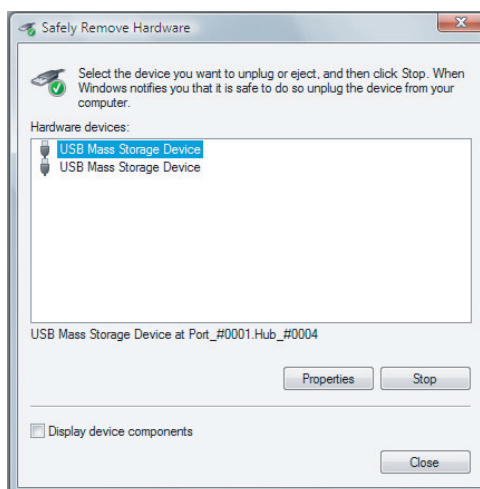 Safely Remove Hardware
Select the device you want to unplug or eject, and then click Stop. When
Windows notifies you that it is safe to do so unplug the device from your
computer.
Hardware devices:
USB Mass Storage Device
USB Mass Storage Device
USB Mass Storage Device at Port_#0001.Hub_#0004
Properties Stop
Display device components
Close